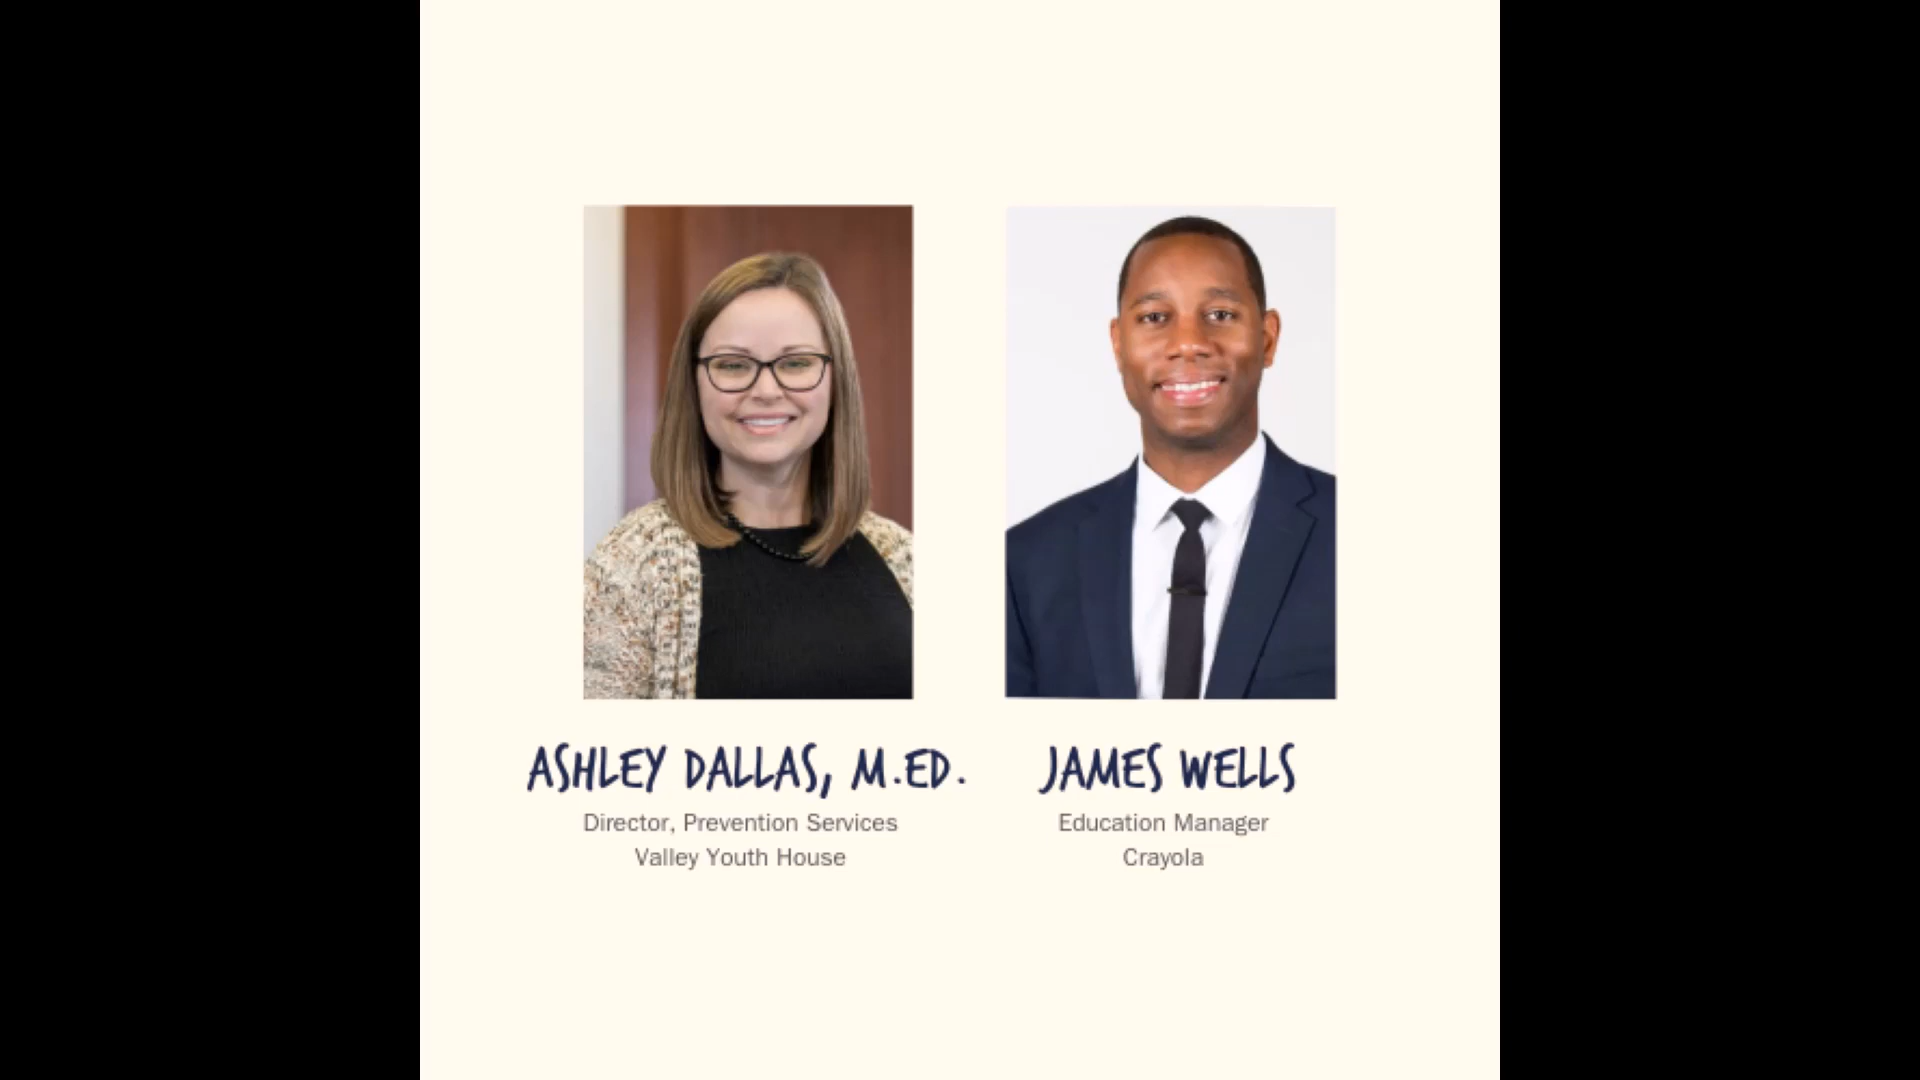 ASHLEY DALLAS, M.ED.
Director, Prevention Services
Valley Youth House
JAMES WELLS
Education Manager
Crayola